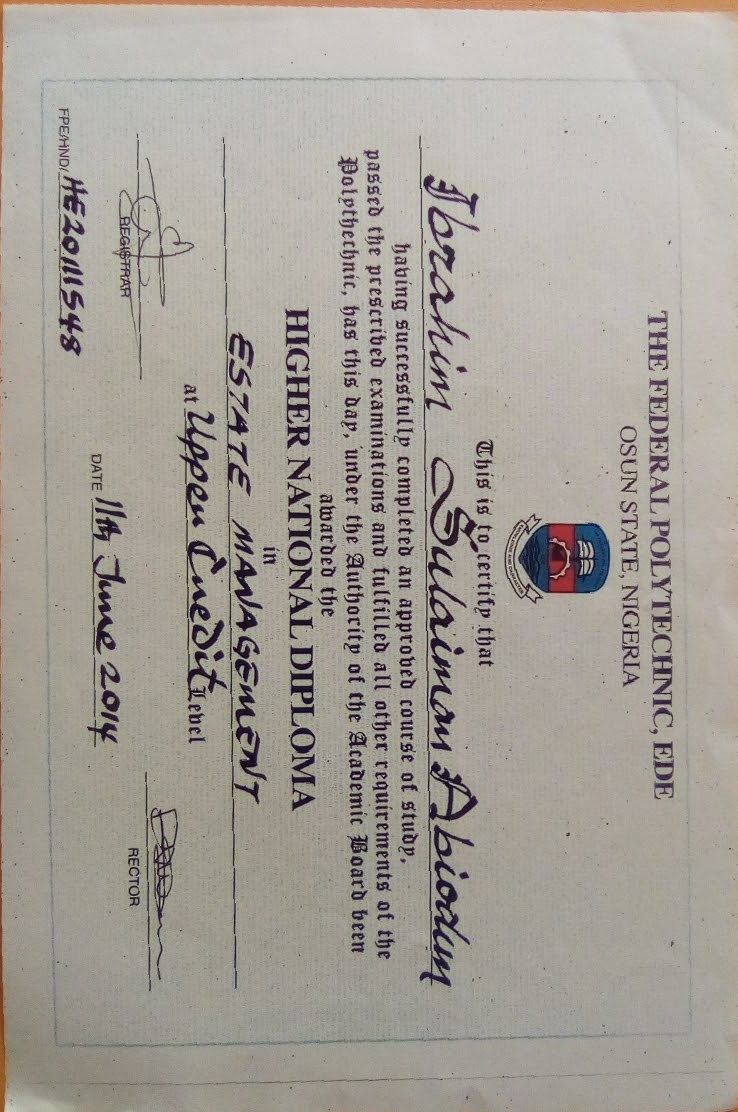 THE FEDERAL POLYTECHNIC, EDE
OSUN STATE, NIGERIA
This is to certify that
Ibrahim Sulaiman Abiodun
having successfully completed an approved course of study,
passed the prescribed examinations and fulfilled all other requirements of the
Polythechnic, has this day, under the Authority of the Academic Board been
awarded the
HIGHER NATIONAL DIPLOMA
in
ESTATE MANAGEMENT
at Upper Credit Level
REGISTRAR
DATE 11th June 2014
RECTOR
FPE/HND/ HE20111548